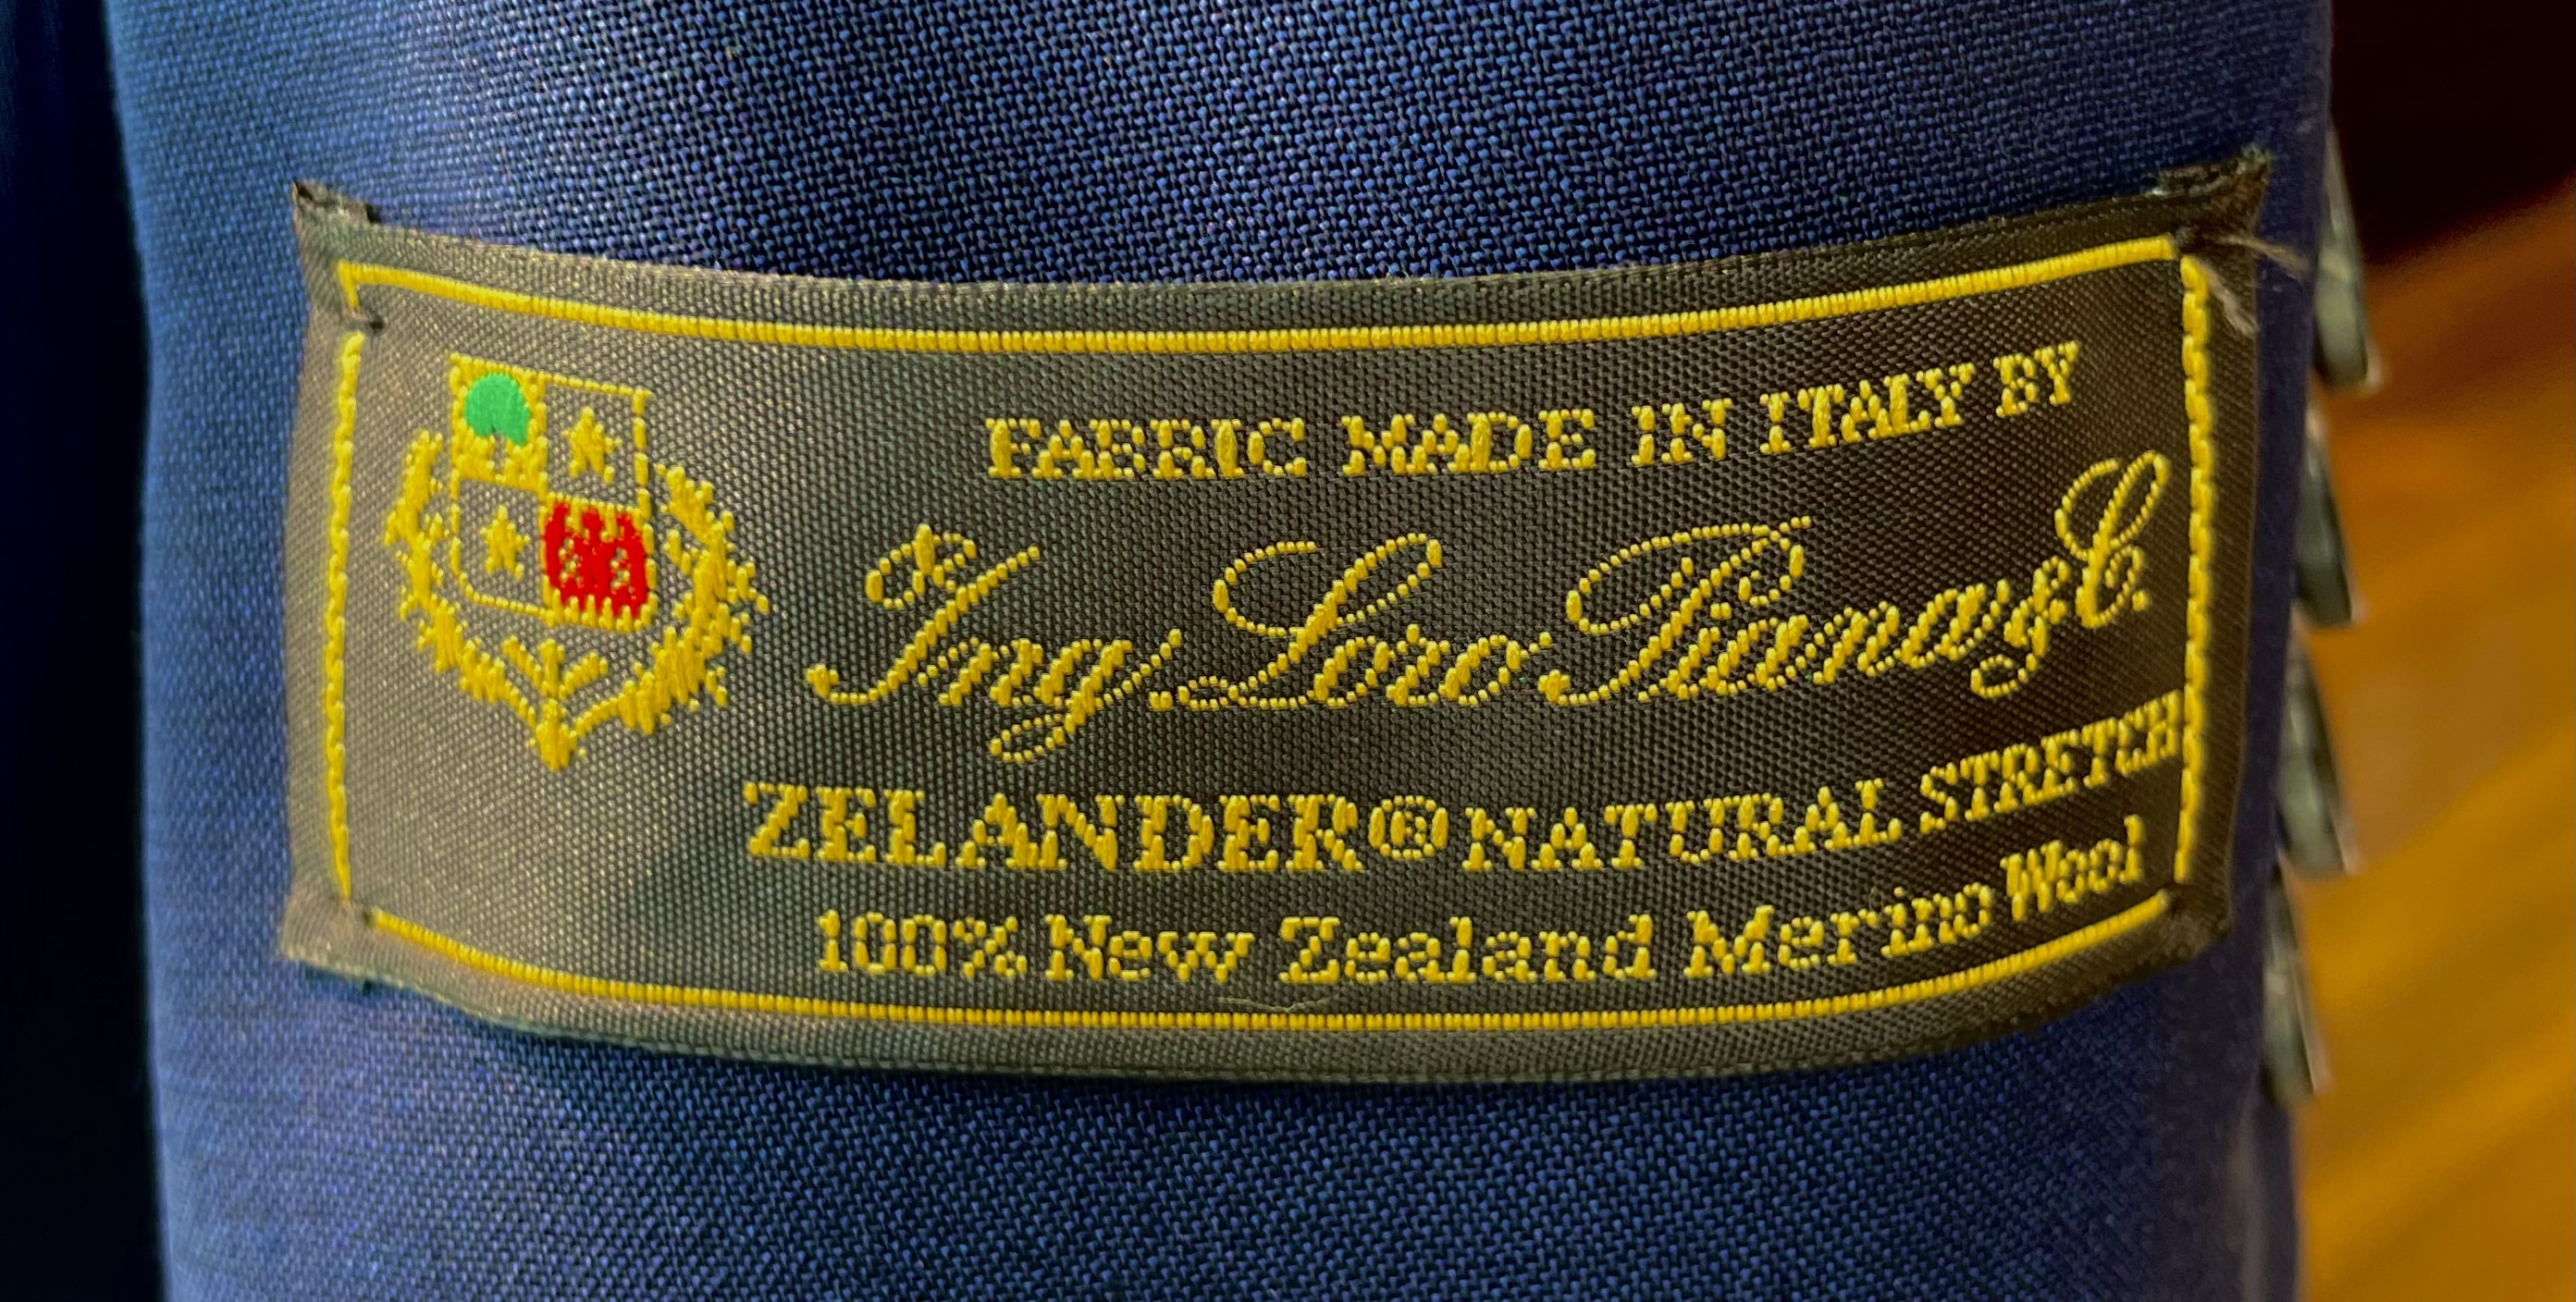 FABRIC MADE IN ITALY BY
Ing. Loro Piana & C.
ZELANDER® NATURAL STRETCH
100% New Zealand Merino Wool